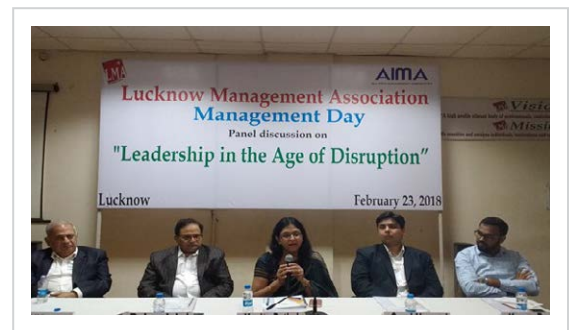 LMA
AIMA
Lucknow Management Association
Management Day
Panel discussion on
"Leadership in the Age of Disruption"
Lucknow
February 23, 2018
Vision
Mission